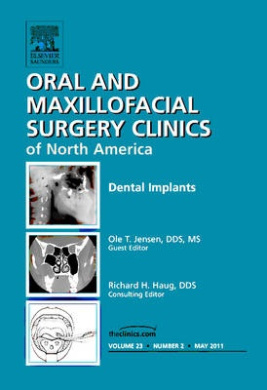 ELSEVIER
SAUNDERS
ORAL AND
MAXILLOFACIAL
SURGERY CLINICS
of North America
Dental Implants
Ole T. Jensen, DDS, MS
Guest Editor
Richard H. Haug, DDS
Consulting Editor
theclinics.com
VOLUME 23 • NUMBER 2 • MAY 2011